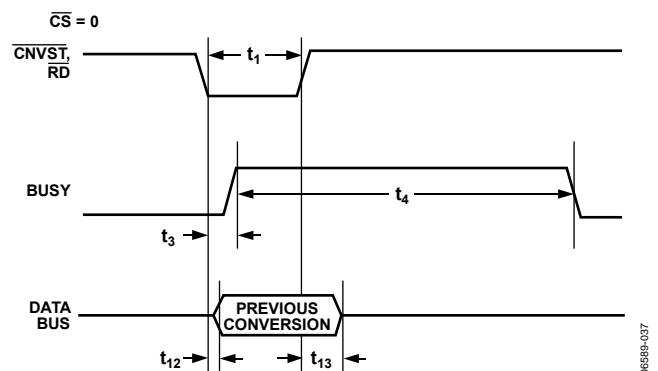 CS = 0
CNVST,
RD
t1
BUSY
t4
t3
DATA
BUS
PREVIOUS
CONVERSION
t12
t13
06589-037